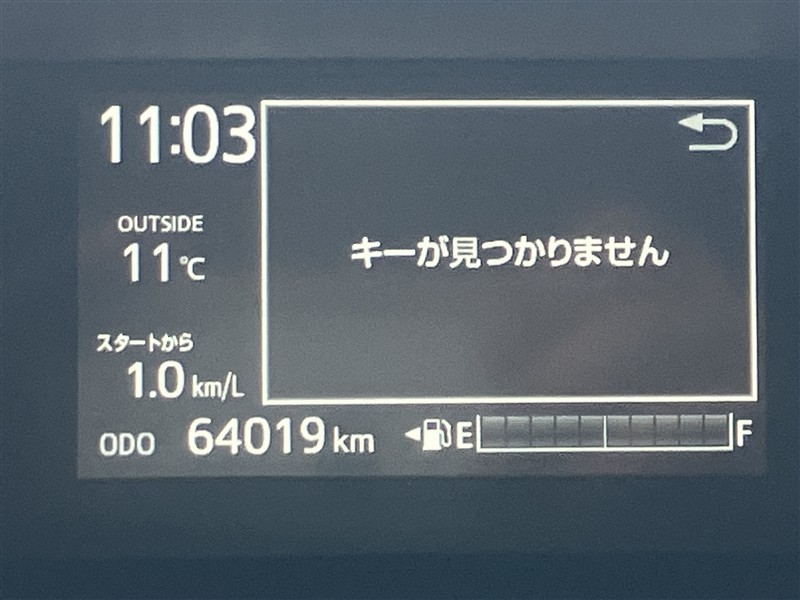 11:03
OUTSIDE
11℃
スタートから
1.0 km/L
キーが見つかりません
ODO 64019 km
E F